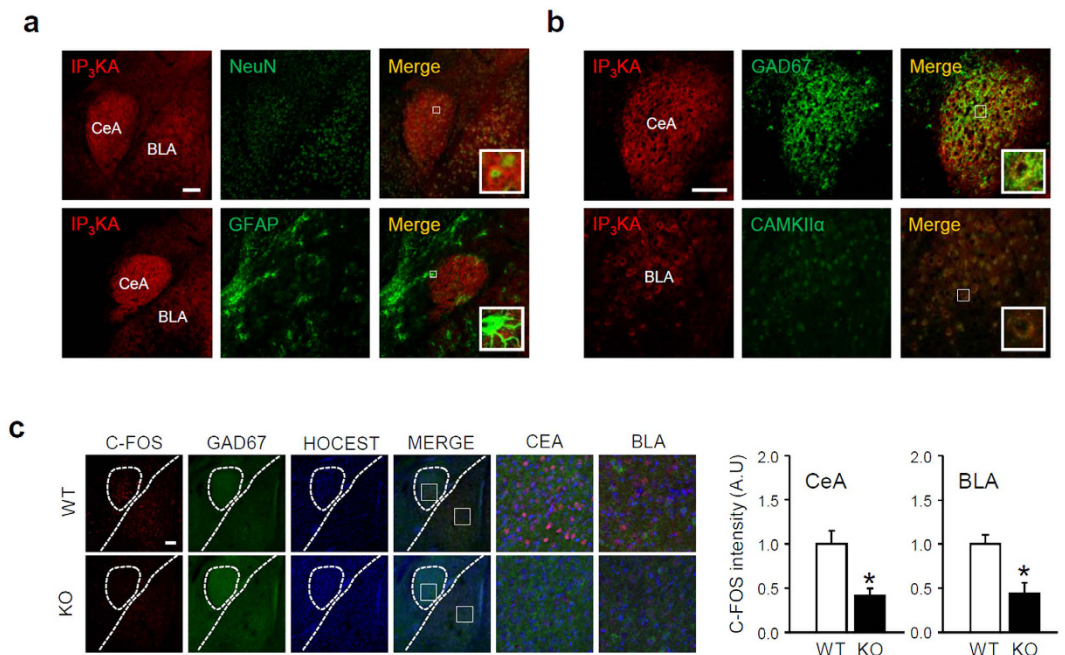 a
IP₃KA NeuN Merge
CeA
BLA
IP₃KA GFAP Merge
CeA
BLA
b
IP₃KA GAD67 Merge
CeA
IP₃KA CAMKIIα Merge
BLA
c
C-FOS GAD67 HOCEST MERGE CEA BLA
WT
KO
C-FOS intensity (A.U)
2.0
1.5
1.0
0.5
0.0
CeA
*
WT KO
2.0
1.5
1.0
0.5
0.0
BLA
*
WT KO